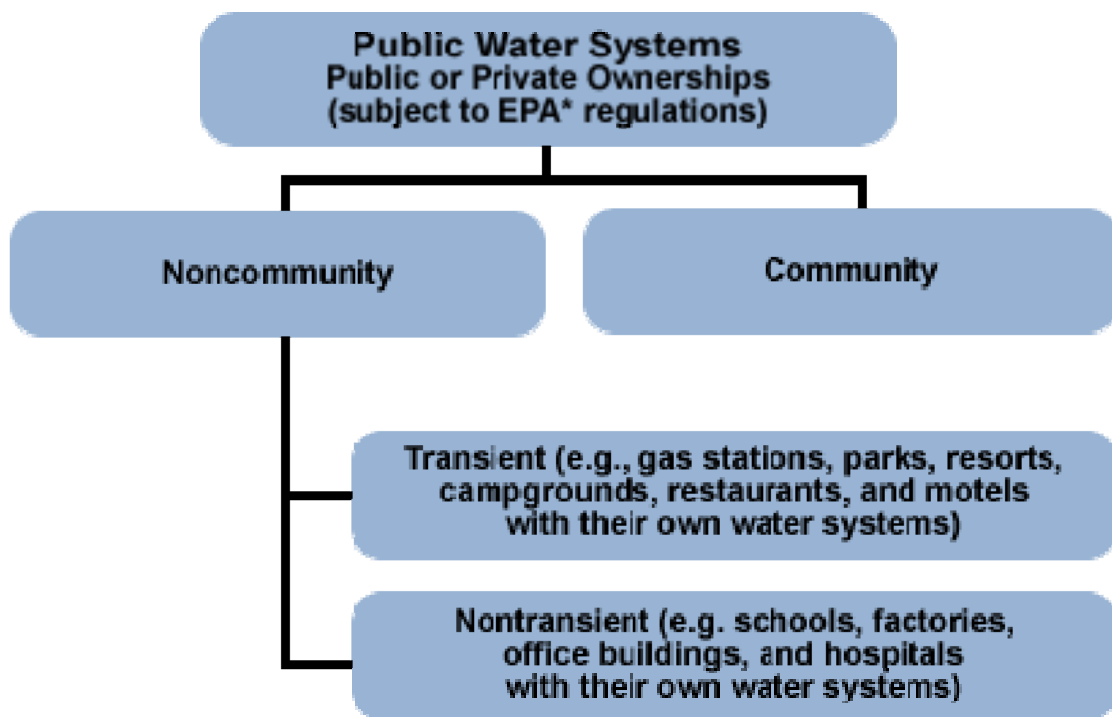 Public Water Systems
Public or Private Ownerships
(subject to EPA* regulations)
Noncommunity
Community
Transient (e.g., gas stations, parks, resorts,
campgrounds, restaurants, and motels
with their own water systems)
Nontransient (e.g. schools, factories,
office buildings, and hospitals
with their own water systems)